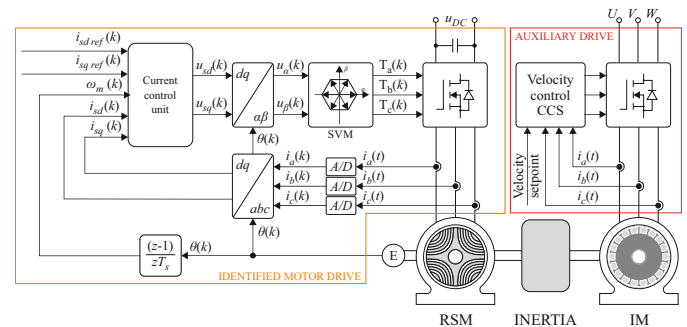 u_DC
U V W
AUXILIARY DRIVE
i_sd ref(k)
i_sq ref(k)
ω_m(k)
i_sd(k)
i_sq(k)
Current
control
unit
u_sd(k)
u_sq(k)
dq
αβ
u_α(k)
u_β(k)
β
SVM
T_a(k)
T_b(k)
T_c(k)
Velocity
control
CCS
θ(k)
dq
abc
i_a(k)
i_b(k)
i_c(k)
A/D
A/D
A/D
i_a(t)
i_b(t)
i_c(t)
Velocity
setpoint
i_a(t)
i_b(t)
i_c(t)
θ(k)
(z-1)
zT_s
θ(k)
E
IDENTIFIED MOTOR DRIVE
RSM
INERTIA
IM